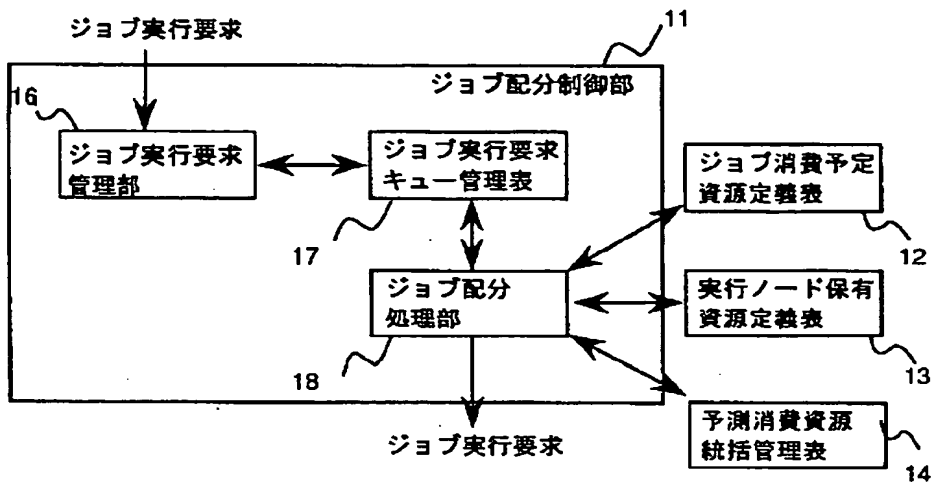 ジョブ実行要求
11
ジョブ配分制御部
16
ジョブ実行要求
管理部
ジョブ実行要求
キュー管理表
17
ジョブ消費予定
資源定義表
12
ジョブ配分
処理部
18
実行ノード保有
資源定義表
13
ジョブ実行要求
予測消費資源
統括管理表
14